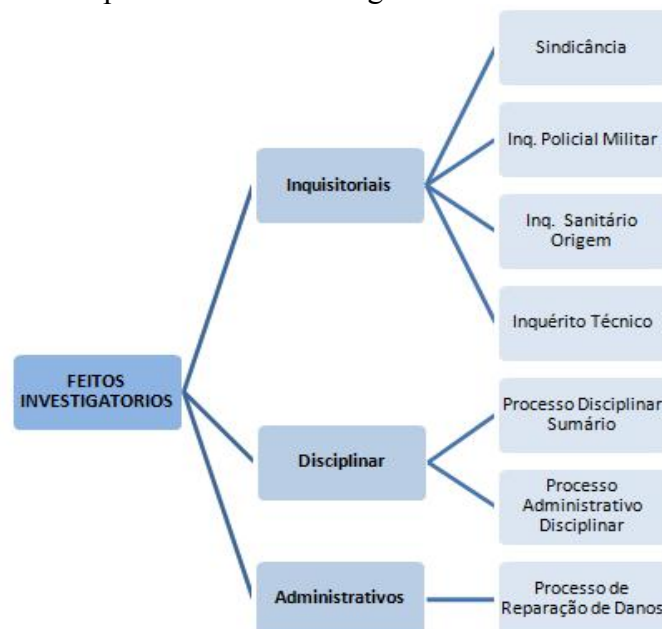 Sindicância
Inq. Policial Militar
Inquisitoriais
Inq. Sanitário
Origem
Inquérito Técnico
FEITOS
INVESTIGATORIOS
Processo Disciplinar
Sumário
Disciplinar
Processo
Administrativo
Disciplinar
Administrativos
Processo de
Reparação de Danos